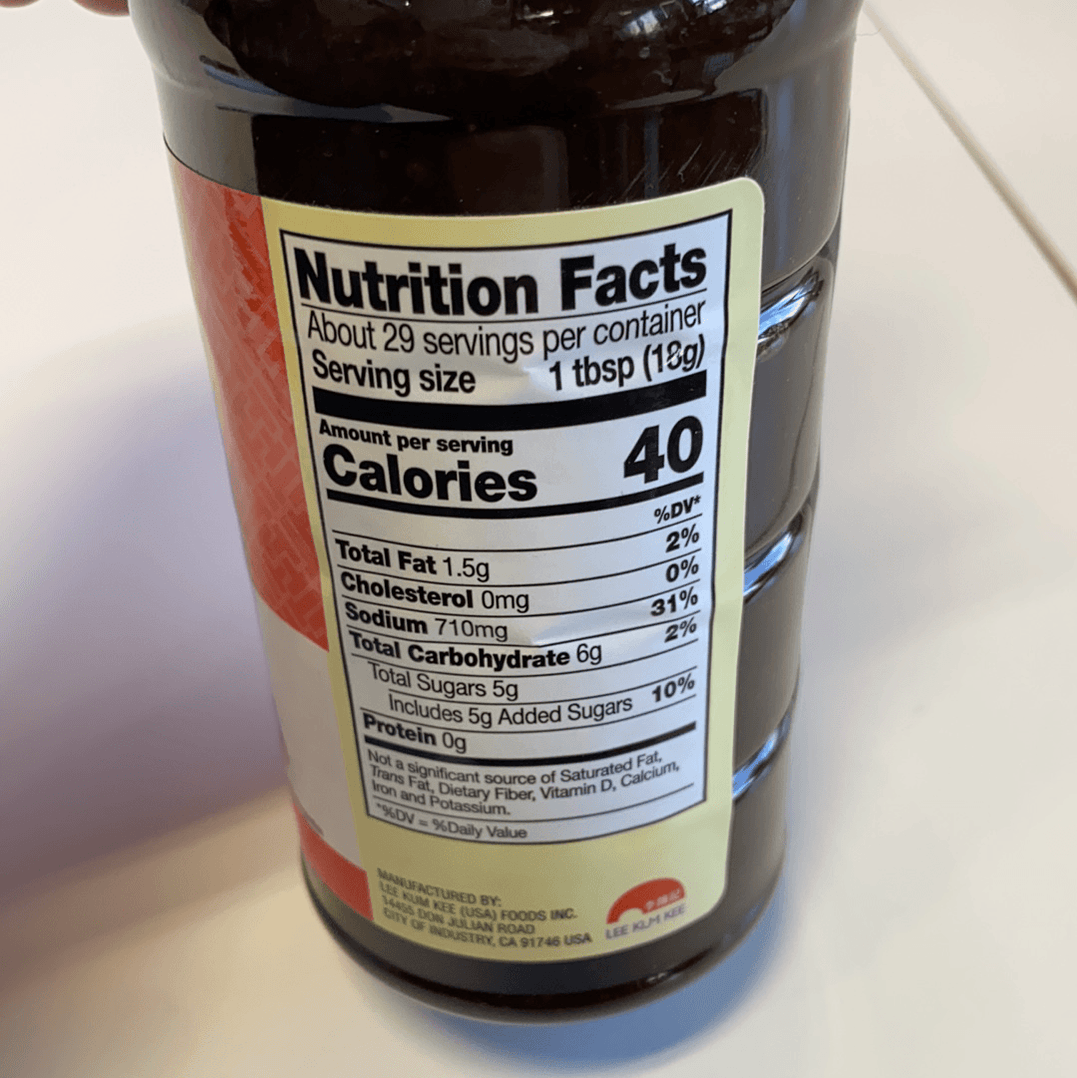 Nutrition Facts
About 29 servings per container
Serving size 1 tbsp (18g)
Amount per serving
Calories 40
%DV*
Total Fat 1.5g 2%
Cholesterol 0mg 0%
Sodium 710mg 31%
Total Carbohydrate 6g 2%
Total Sugars 5g
Includes 5g Added Sugars 10%
Protein 0g
Not a significant source of Saturated Fat,
Trans Fat, Dietary Fiber, Vitamin D, Calcium,
Iron and Potassium.
*%DV = %Daily Value
MANUFACTURED BY:
LEE KUM KEE (USA) FOODS INC.
14455 DON JULIAN ROAD
CITY OF INDUSTRY, CA 91746 USA
李錦記
LEE KUM KEE